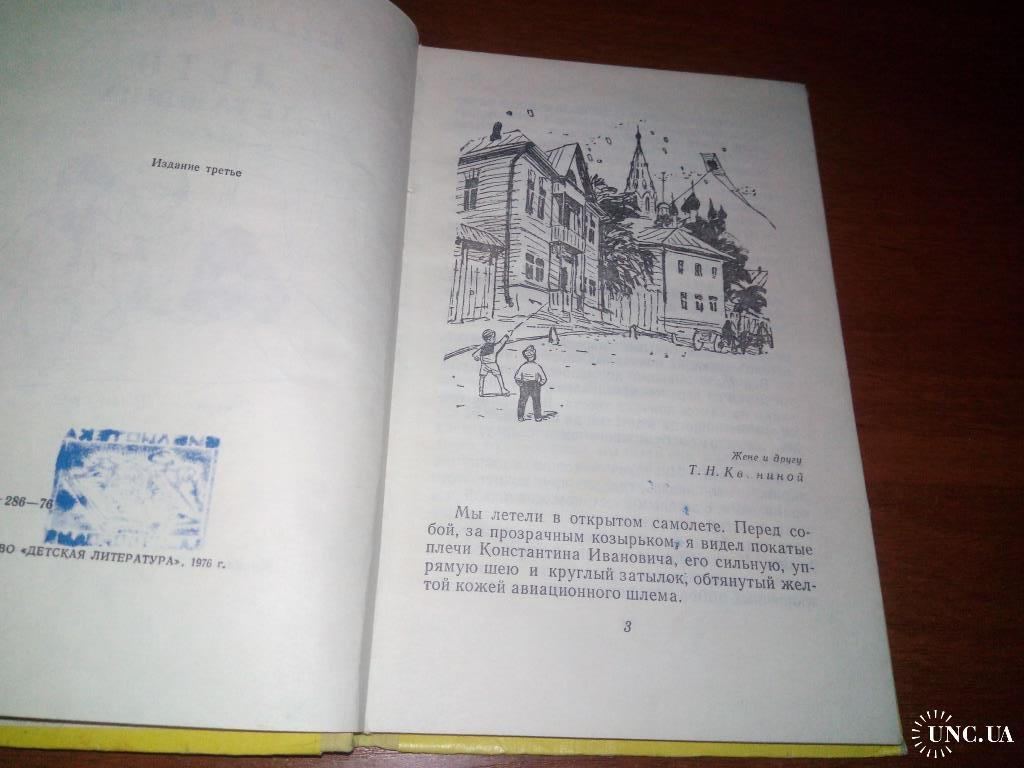 Издание третье
286—76
ВО «ДЕТСКАЯ ЛИТЕРАТУРА», 1976 г.
Жене и другу
Т. Н.
Мы летели в открытом самолете. Перед со-
бой, за прозрачным козырьком, я видел покатые
плечи Константина Ивановича, его сильную, уп-
рямую шею и круглый затылок, обтянутый жел-
той кожей авиационного шлема.
3
UNC.UA